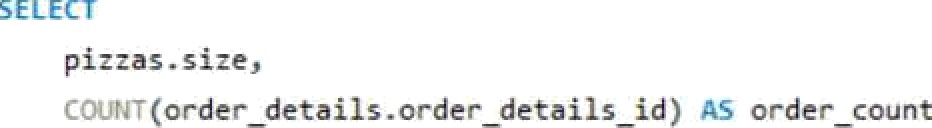 SELECT
pizzas.size,
COUNT(order_details.order_details_id) AS order_count